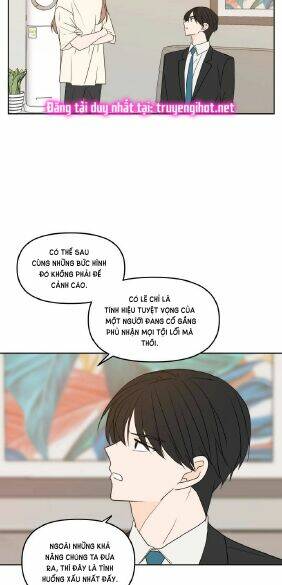 Đăng tải duy nhất tại: truyengihot.net
CÓ THỂ SAU
CÙNG NHỮNG BỨC HÌNH
ĐÓ KHÔNG PHẢI ĐỂ
CẢNH CÁO.
CÓ LẼ CHỈ LÀ
TÍNH HIỆU TUYỆT VỌNG CỦA
MỘT NGƯỜI ĐANG CỐ GẮNG
PHỦ NHẬN MỌI TỘI LỖI MÀ
THÔI.
NGOÀI NHỮNG KHẢ
NĂNG CHÚNG TA ĐƯA
RA, THÌ ĐÂY LÀ TÌNH
HUỐNG XẤU NHẤT ĐẤY.